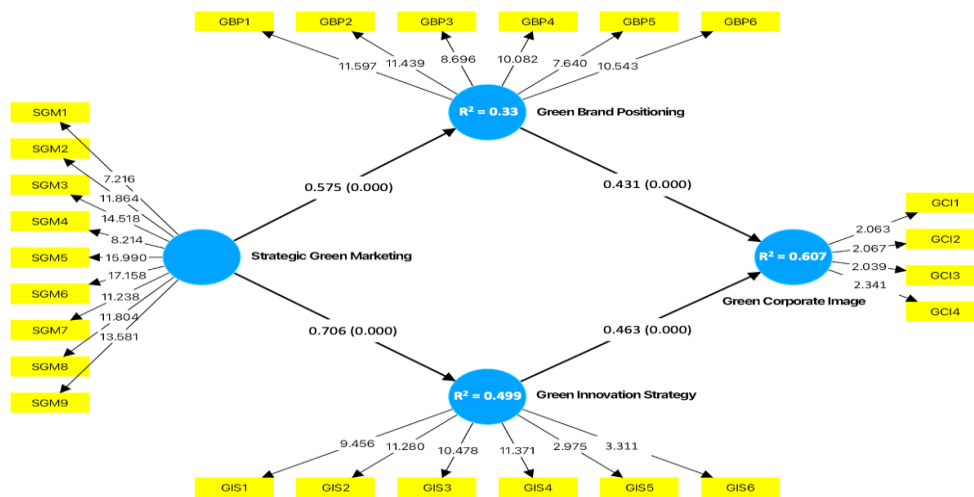 GBP1 GBP2 GBP3 GBP4 GBP5 GBP6
11.597 11.439 8.696 10.082 7.640 10.543
R² = 0.33 Green Brand Positioning
SGM1
SGM2
SGM3
SGM4
SGM5
SGM6
SGM7
SGM8
SGM9
7.216
11.864
14.518
8.214
15.990
17.158
11.238
11.804
13.581
Strategic Green Marketing
0.575 (0.000)
0.431 (0.000)
0.706 (0.000)
0.463 (0.000)
R² = 0.607
Green Corporate Image
2.063
2.067
2.039
2.341
GCI1
GCI2
GCI3
GCI4
R² = 0.499 Green Innovation Strategy
9.456 11.280 10.478 11.371 2.975 3.311
GIS1 GIS2 GIS3 GIS4 GIS5 GIS6